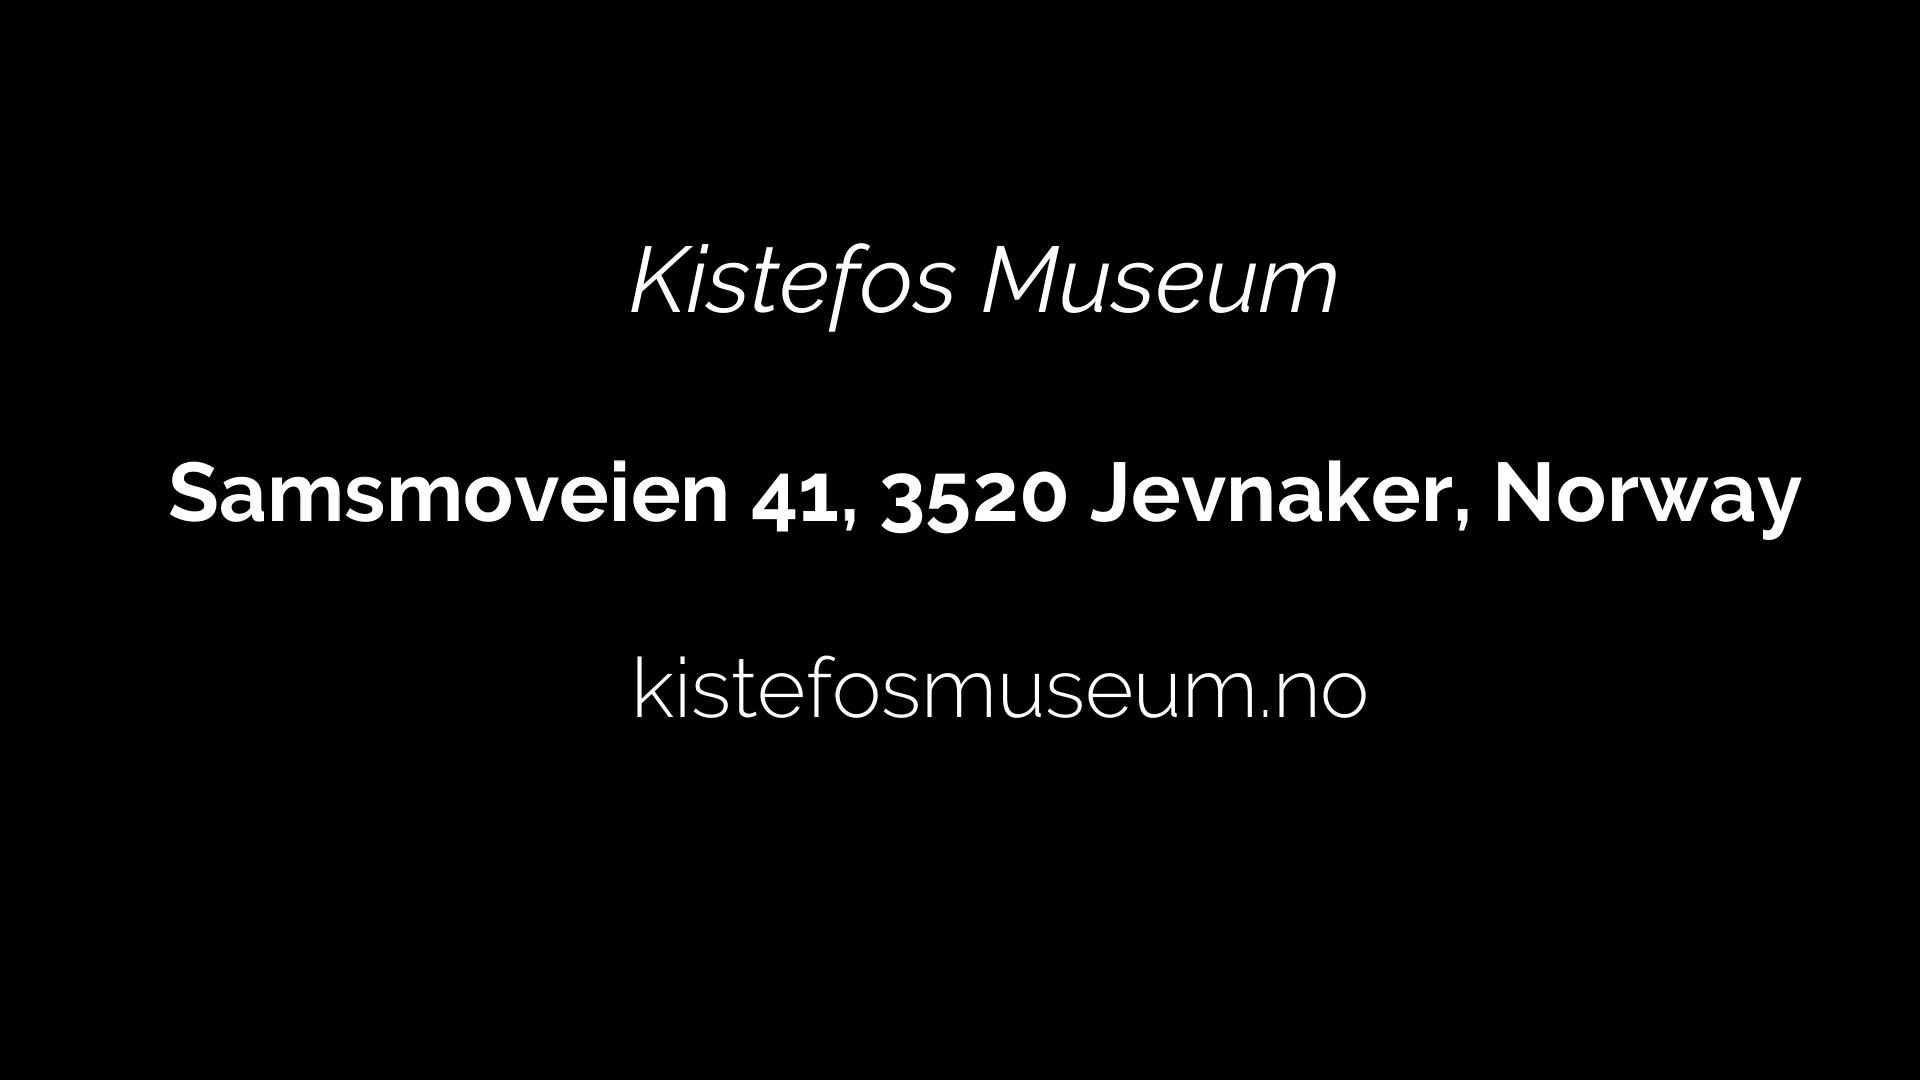 Kistefos Museum
Samsmoveien 41, 3520 Jevnaker, Norway
kistefosmuseum.no